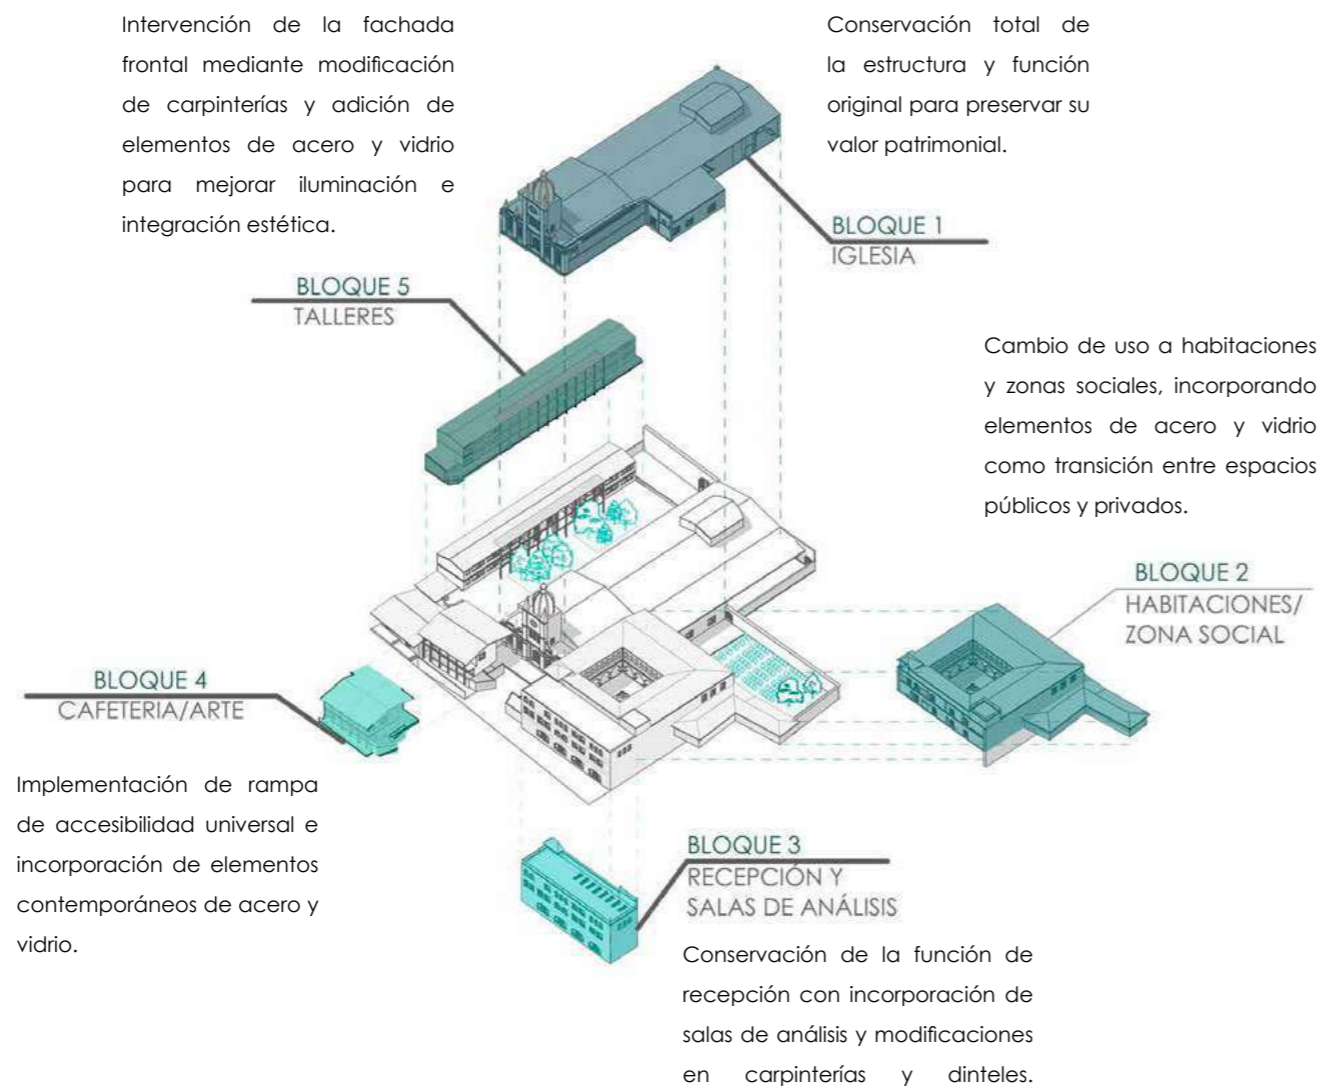 Intervención de la fachada
frontal mediante modificación
de carpinterías y adición de
elementos de acero y vidrio
para mejorar iluminación e
integración estética.
Conservación total de
la estructura y función
original para preservar su
valor patrimonial.
BLOQUE 1
IGLESIA
BLOQUE 5
TALLERES
Cambio de uso a habitaciones
y zonas sociales, incorporando
elementos de acero y vidrio
como transición entre espacios
públicos y privados.
BLOQUE 2
HABITACIONES/
ZONA SOCIAL
BLOQUE 4
CAFETERIA/ARTE
Implementación de rampa
de accesibilidad universal e
incorporación de elementos
contemporáneos de acero y
vidrio.
BLOQUE 3
RECEPCIÓN Y
SALAS DE ANÁLISIS
Conservación de la función de
recepción con incorporación de
salas de análisis y modificaciones
en carpinterías y dinteles.